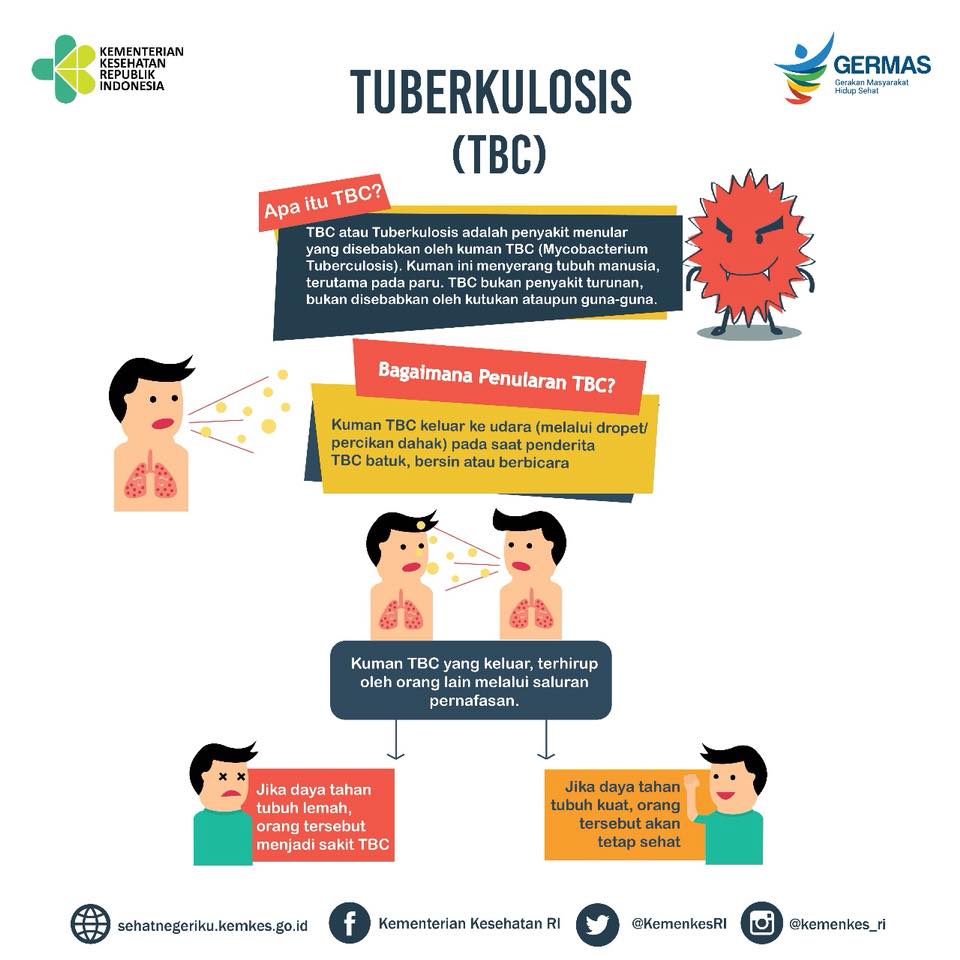 KEMENTERIAN
KESEHATAN
REPUBLIK
INDONESIA
GERMAS
Gerakan Masyarakat
Hidup Sehat
TUBERKULOSIS
(TBC)
Apa itu TBC?
TBC atau Tuberkulosis adalah penyakit menular
yang disebabkan oleh kuman TBC (Mycobacterium
Tuberculosis). Kuman ini menyerang tubuh manusia,
terutama pada paru. TBC bukan penyakit turunan,
bukan disebabkan oleh kutukan ataupun guna-guna.
Bagaimana Penularan TBC?
Kuman TBC keluar ke udara (melalui dropet/
percikan dahak) pada saat penderita
TBC batuk, bersin atau berbicara
Kuman TBC yang keluar, terhirup
oleh orang lain melalui saluran
pernafasan.
Jika daya tahan
tubuh lemah,
orang tersebut
menjadi sakit TBC
Jika daya tahan
tubuh kuat, orang
tersebut akan
tetap sehat
sehatnegeriku.kemkes.go.id
Kementerian Kesehatan RI
@KemenkesRI
@kemenkes_ri